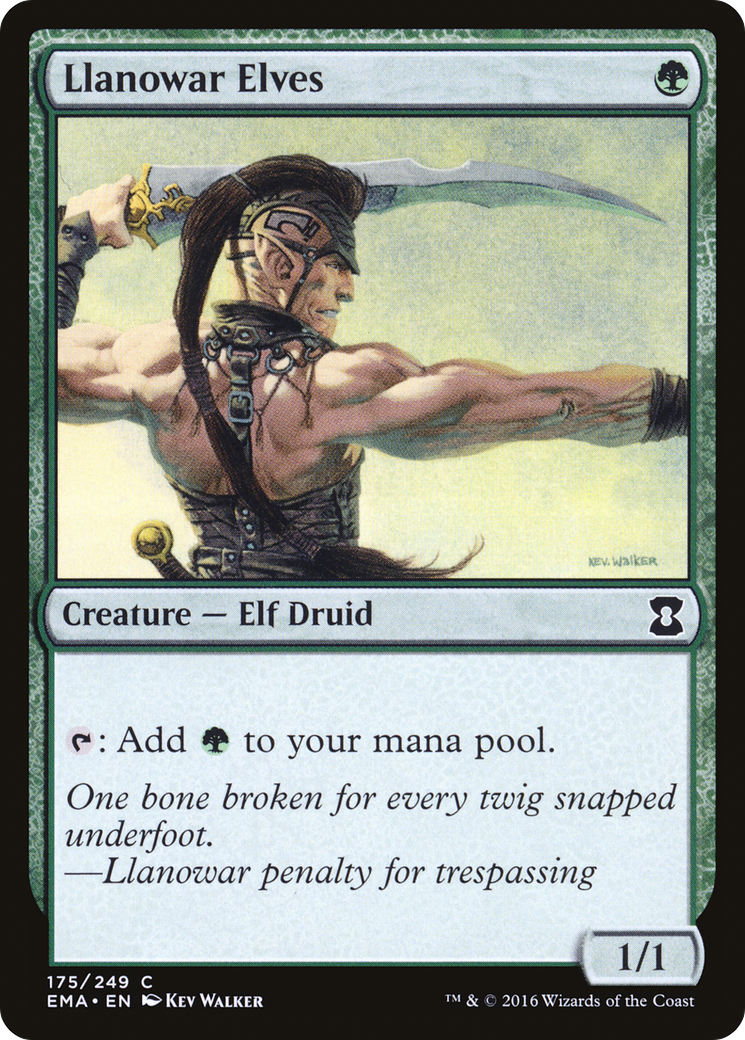 Llanowar Elves
KEV. WALKER
Creature — Elf Druid
: Add to your mana pool.
One bone broken for every twig snapped
underfoot.
—Llanowar penalty for trespassing
1/1
175/249 C
EMA • EN Kev Walker
™ & © 2016 Wizards of the Coast